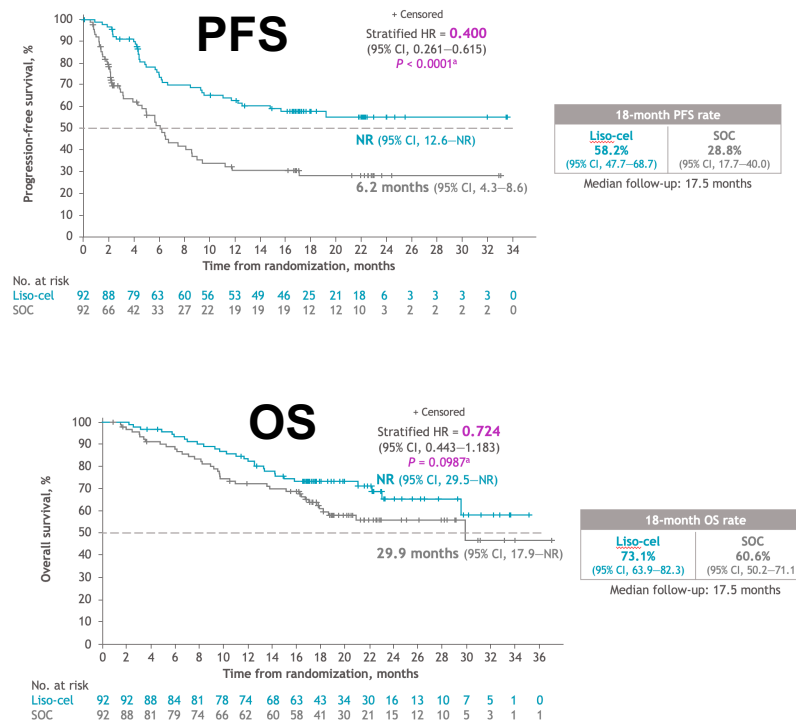 PFS
+ Censored
Stratified HR = 0.400
(95% CI, 0.261–0.615)
P < 0.0001ª
Progression-free survival, %
100
90
80
70
60
50
40
30
20
10
0
NR (95% CI, 12.6–NR)
6.2 months (95% CI, 4.3–8.6)
0 2 4 6 8 10 12 14 16 18 20 22 24 26 28 30 32 34
Time from randomization, months
No. at risk
Liso-cel 92 88 79 63 60 56 53 49 46 25 21 18 6 3 3 3 3 0
SOC 92 66 42 33 27 22 19 19 19 12 12 10 3 2 2 2 2 0
18-month PFS rate
Liso-cel SOC
58.2% 28.8%
(95% CI, 47.7–68.7) (95% CI, 17.7–40.0)
Median follow-up: 17.5 months
OS
+ Censored
Stratified HR = 0.724
(95% CI, 0.443–1.183)
P = 0.0987ª
NR (95% CI, 29.5–NR)
Overall survival, %
100
90
80
70
60
50
40
30
20
10
0
29.9 months (95% CI, 17.9–NR)
0 2 4 6 8 10 12 14 16 18 20 22 24 26 28 30 32 34 36
Time from randomization, months
No. at risk
Liso-cel 92 92 88 84 81 78 74 68 63 43 34 30 16 13 10 7 5 1 0
SOC 92 88 81 79 74 66 62 60 58 41 30 21 15 12 10 5 3 1 1
18-month OS rate
Liso-cel SOC
73.1% 60.6%
(95% CI, 63.9–82.3) (95% CI, 50.2–71.1
Median follow-up: 17.5 months